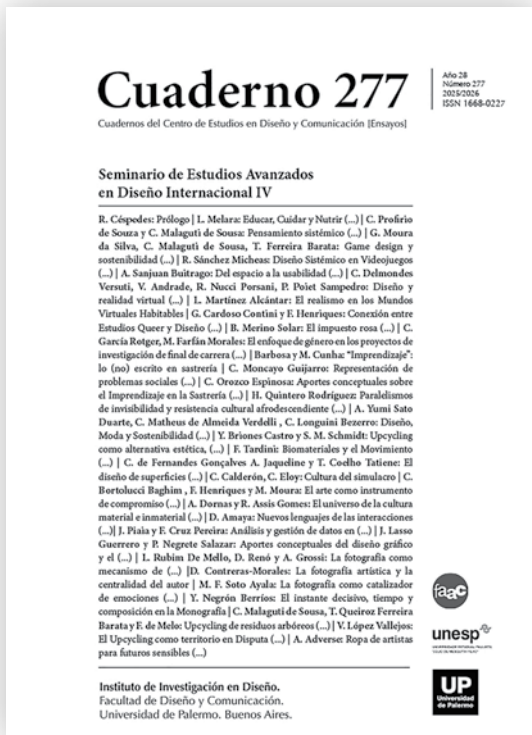 Cuaderno 277
Año 28
Número 277
2025/2026
ISSN 1668-0227
Cuadernos del Centro de Estudios en Diseño y Comunicación [Ensayos]
Seminario de Estudios Avanzados
en Diseño Internacional IV
R. Céspedes: Prólogo | L. Melara: Educar, Cuidar y Nutrir (...) | C. Profirio
de Souza y C. Malaguti de Sousa: Pensamiento sistémico (...) | G. Moura
da Silva, C. Malaguti de Sousa, T. Ferreira Barata: Game design y
sostenibilidad (...) | R. Sánchez Micheas: Diseño Sistémico en Videojuegos
(...) | A. Sanjuan Buitrago: Del espacio a la usabilidad (...) | C. Delmondes
Versuti, V. Andrade, R. Nucci Porsani, P. Poiet Sampedro: Diseño y
realidad virtual (...) | L. Martínez Alcántar: El realismo en los Mundos
Virtuales Habitables | G. Cardoso Contini y F. Henriques: Conexión entre
Estudios Queer y Diseño (...) | B. Merino Solar: El impuesto rosa (...) | C.
García Rotger, M. Farfán Morales: El enfoque de género en los proyectos de
investigación de final de carrera (...) | Barbosa y M. Cunha: "Imprendizaje":
lo (no) escrito en sastrería | C. Moncayo Guijarro: Representación de
problemas sociales (...) | C. Orozco Espinosa: Aportes conceptuales sobre
el Imprendizaje en la Sastrería (...) | H. Quintero Rodríguez: Paralelismos
de invisibilidad y resistencia cultural afrodescendiente (...) | A. Yumi Sato
Duarte, C. Matheus de Almeida Verdelli , C. Longuini Bezerro: Diseño,
Moda y Sostenibilidad (...) | Y. Briones Castro y S. M. Schmidt: Upcycling
como alternativa estética, (...) | F. Tardini: Biomateriales y el Movimiento
(...) | C. de Fernandes Gonçalves A. Jaqueline y T. Coelho Tatiene: El
diseño de superficies (...) | C. Calderón, C. Eloy: Cultura del simulacro | C.
Bortolucci Baghim , F. Henriques y M. Moura: El arte como instrumento
de compromiso (...) | A. Dornas y R. Assis Gomes: El universo de la cultura
material e inmaterial (...) | D. Amaya: Nuevos lenguajes de las interacciones
(...)| J. Piaia y F. Cruz Pereira: Análisis y gestión de datos en (...) | J. Lasso
Guerrero y P. Negrete Salazar: Aportes conceptuales del diseño gráfico
y el (...) | L. Rubim De Mello, D. Renó y A. Grossi: La fotografía como
mecanismo de (...) |D. Contreras-Morales: La fotografía artística y la
centralidad del autor | M. F. Soto Ayala: La fotografía como catalizador
de emociones (...) | Y. Negrón Berríos: El instante decisivo, tiempo y
composición en la Monografía | C. Malaguti de Sousa, T. Queiroz Ferreira
Barata y F. de Melo: Upcycling de residuos arbóreos (...) | V. López Vallejos:
El Upcycling como territorio en Disputa (...) | A. Adverse: Ropa de artistas
para futuros sensibles (...)
faac
unesp
Instituto de Investigación en Diseño.
Facultad de Diseño y Comunicación.
Universidad de Palermo. Buenos Aires.
UP
Universidad
de Palermo